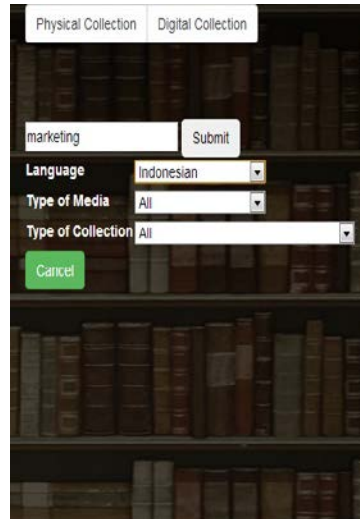 Physical Collection Digital Collection
marketing Submit
Language Indonesian
Type of Media All
Type of Collection All
Cancel